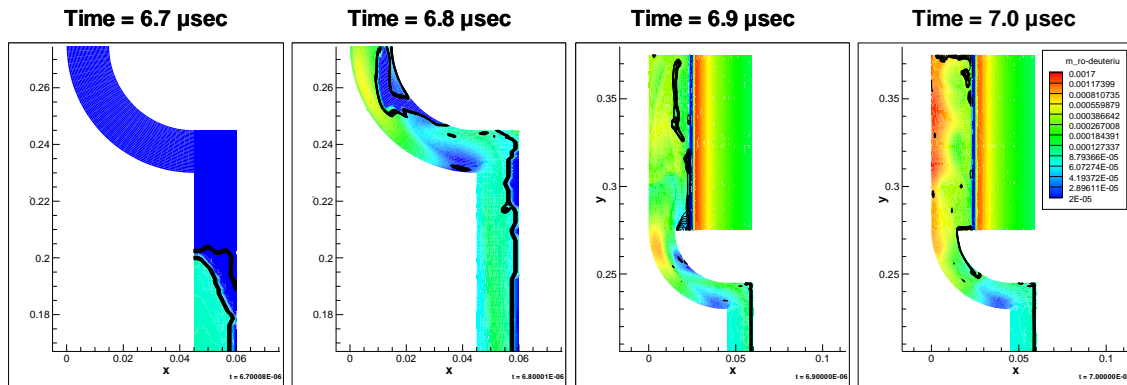 Time = 6.7 µsec
Time = 6.8 µsec
Time = 6.9 µsec
Time = 7.0 µsec
0.26
0.24
0.22
0.2
0.18
0
0.02
0.04
0.06
x
t = 6.70008E-06
0.26
0.24
0.22
0.2
0.18
0
0.02
0.04
0.06
x
t = 6.80001E-06
y
0.35
0.3
0.25
0
0.05
0.1
x
t = 6.90000E-06
y
0.35
0.3
0.25
0
0.05
0.1
x
t = 7.00000E-0
m_ro-deuteriu
0.0017
0.00117399
0.000810735
0.000559879
0.000386642
0.000267008
0.000184391
0.000127337
8.79366E-05
6.07274E-05
4.19372E-05
2.89611E-05
2E-05